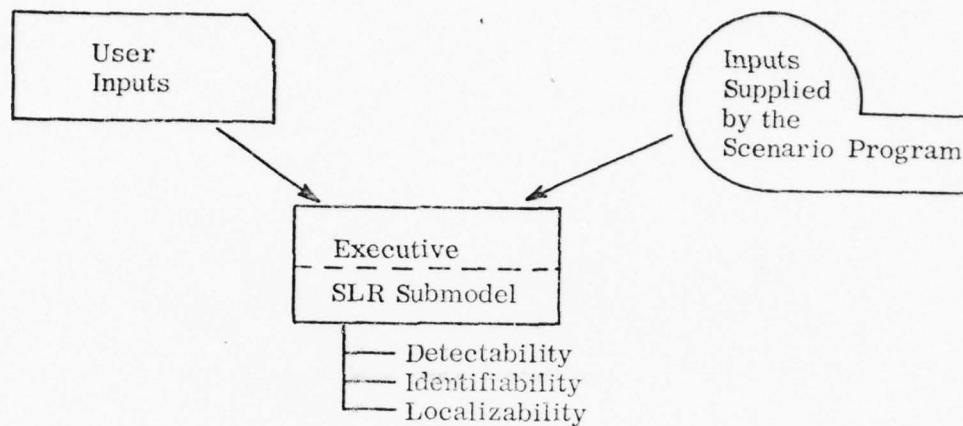 User
Inputs
Inputs
Supplied
by the
Scenario Program
Executive
SLR Submodel
Detectability
Identifiability
Localizability